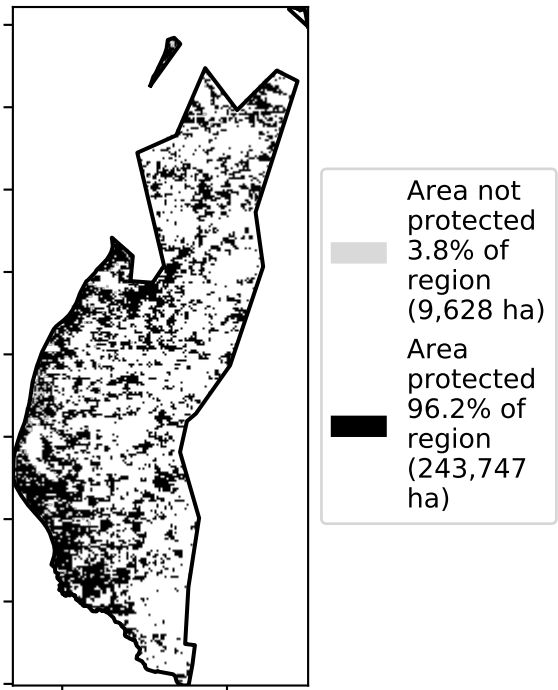 Area not
protected
3.8% of
region
(9,628 ha)
Area
protected
96.2% of
region
(243,747
ha)